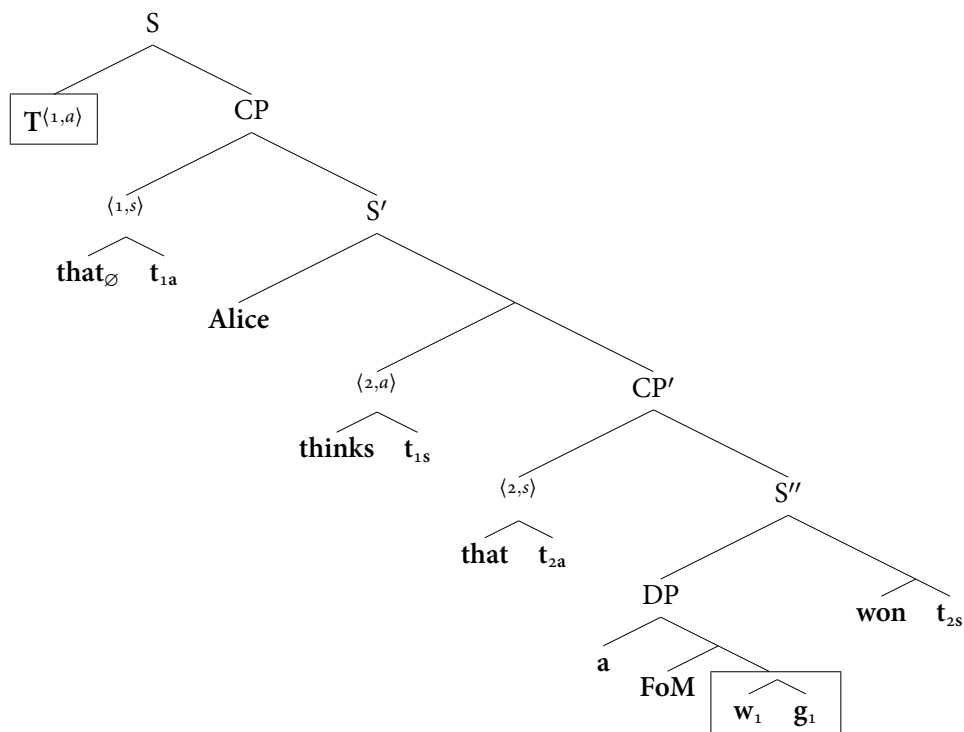 S
T⟨1,a⟩ CP
⟨1,s⟩ S′
that∅ t1a
Alice
⟨2,a⟩ CP′
thinks t1s
⟨2,s⟩ S″
that t2a
DP won t2s
a
FoM
w1 g1